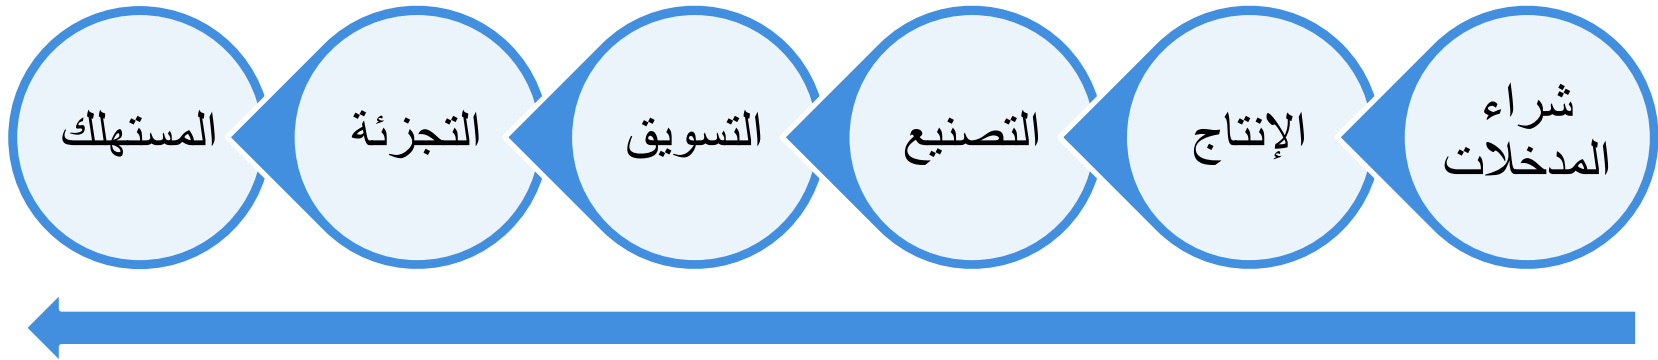 شراء
المدخلات
الإنتاج
التصنيع
التسويق
التجزئة
المستهلك